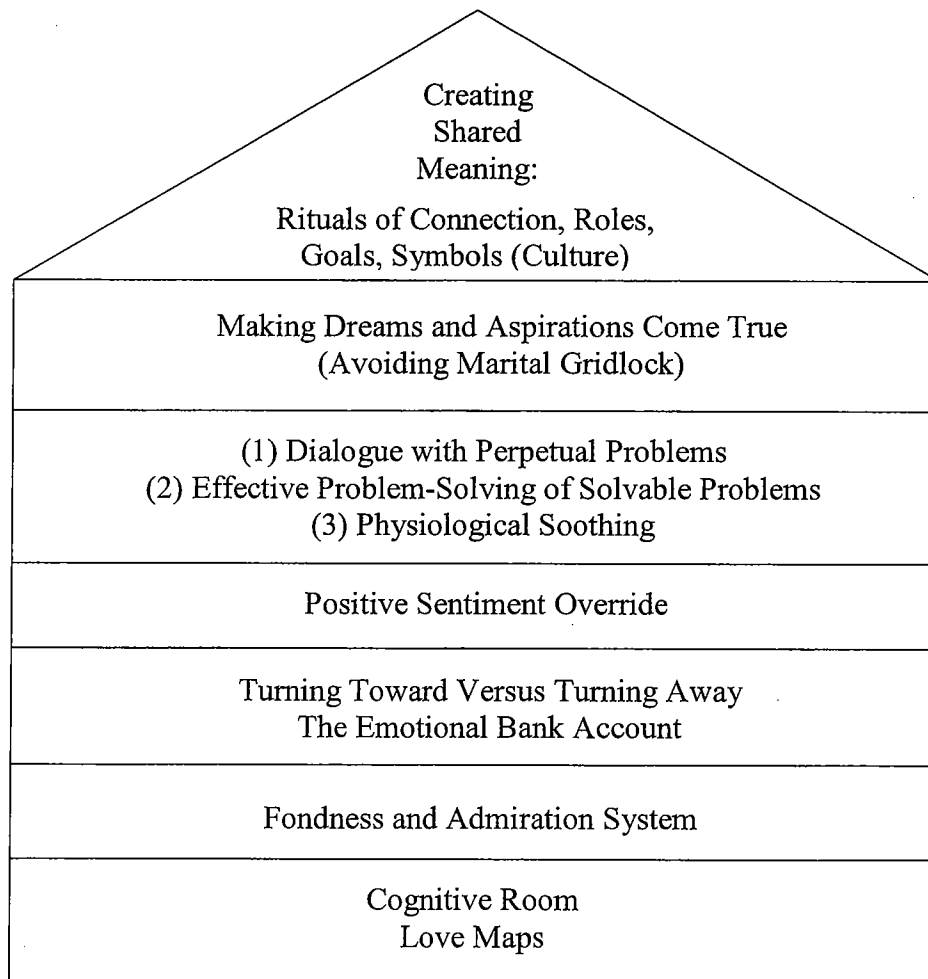 Creating
Shared
Meaning:
Rituals of Connection, Roles,
Goals, Symbols (Culture)
Making Dreams and Aspirations Come True
(Avoiding Marital Gridlock)
(1) Dialogue with Perpetual Problems
(2) Effective Problem-Solving of Solvable Problems
(3) Physiological Soothing
Positive Sentiment Override
Turning Toward Versus Turning Away
The Emotional Bank Account
Fondness and Admiration System
Cognitive Room
Love Maps